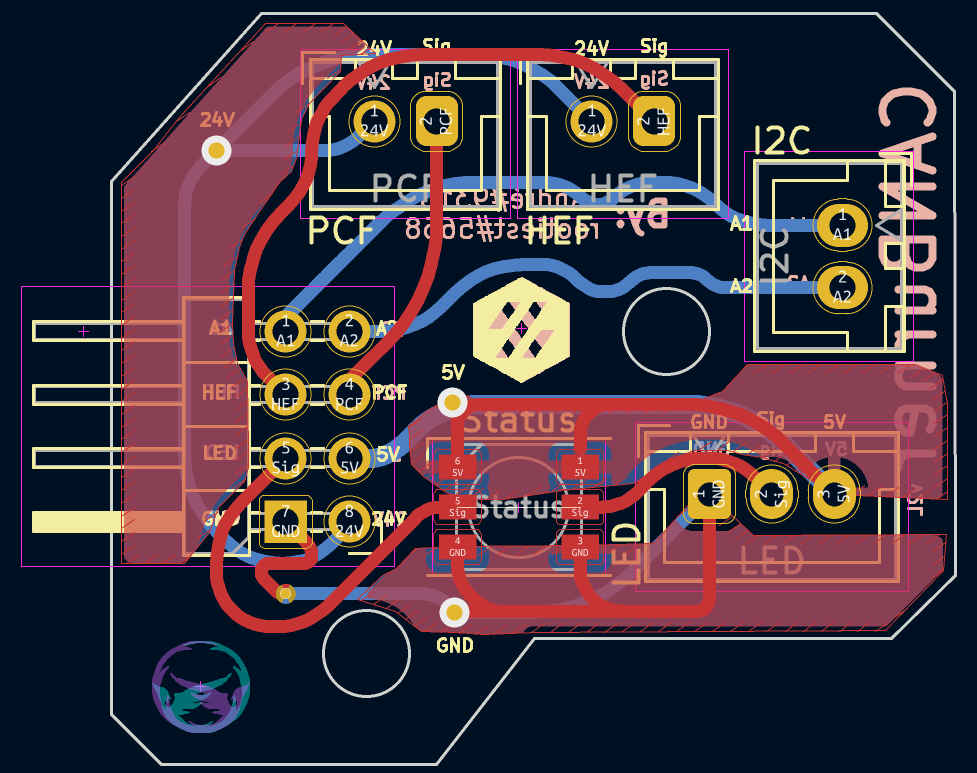 24V Sig 24V Sig
24V Sig 24V Sig
24V
1 24V
2 PCF
1 24V
2 HEF
I2C
CAN
PCF HEF
PCF HEF
By:
I2C
A1
1 A1
A2
2 A2
A1 1 A1 2 A2 A2
HEF 3 HEF 4 PCF PCF
LED 5 Sig 6 5V 5V
GND 7 GND 8 24V 24V
5V
Status
6 5V
1 5V
5 Sig
Status
2 Sig
4 GND
3 GND
GND Sig 5V
1 GND
2 Sig
3 5V
LED
LED
GND